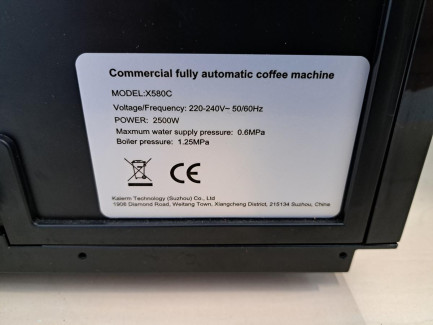 Commercial fully automatic coffee machine
MODEL:X580C
Voltage/Frequency: 220-240V~ 50/60Hz
POWER: 2500W
Maxmum water supply pressure: 0.6MPa
Boiler pressure: 1.25MPa
CE
Kalerm Technology (Suzhou) Co., Ltd
1908 Diamond Road, Weitang Town, Xiangcheng District, 215134 Suzhou, China